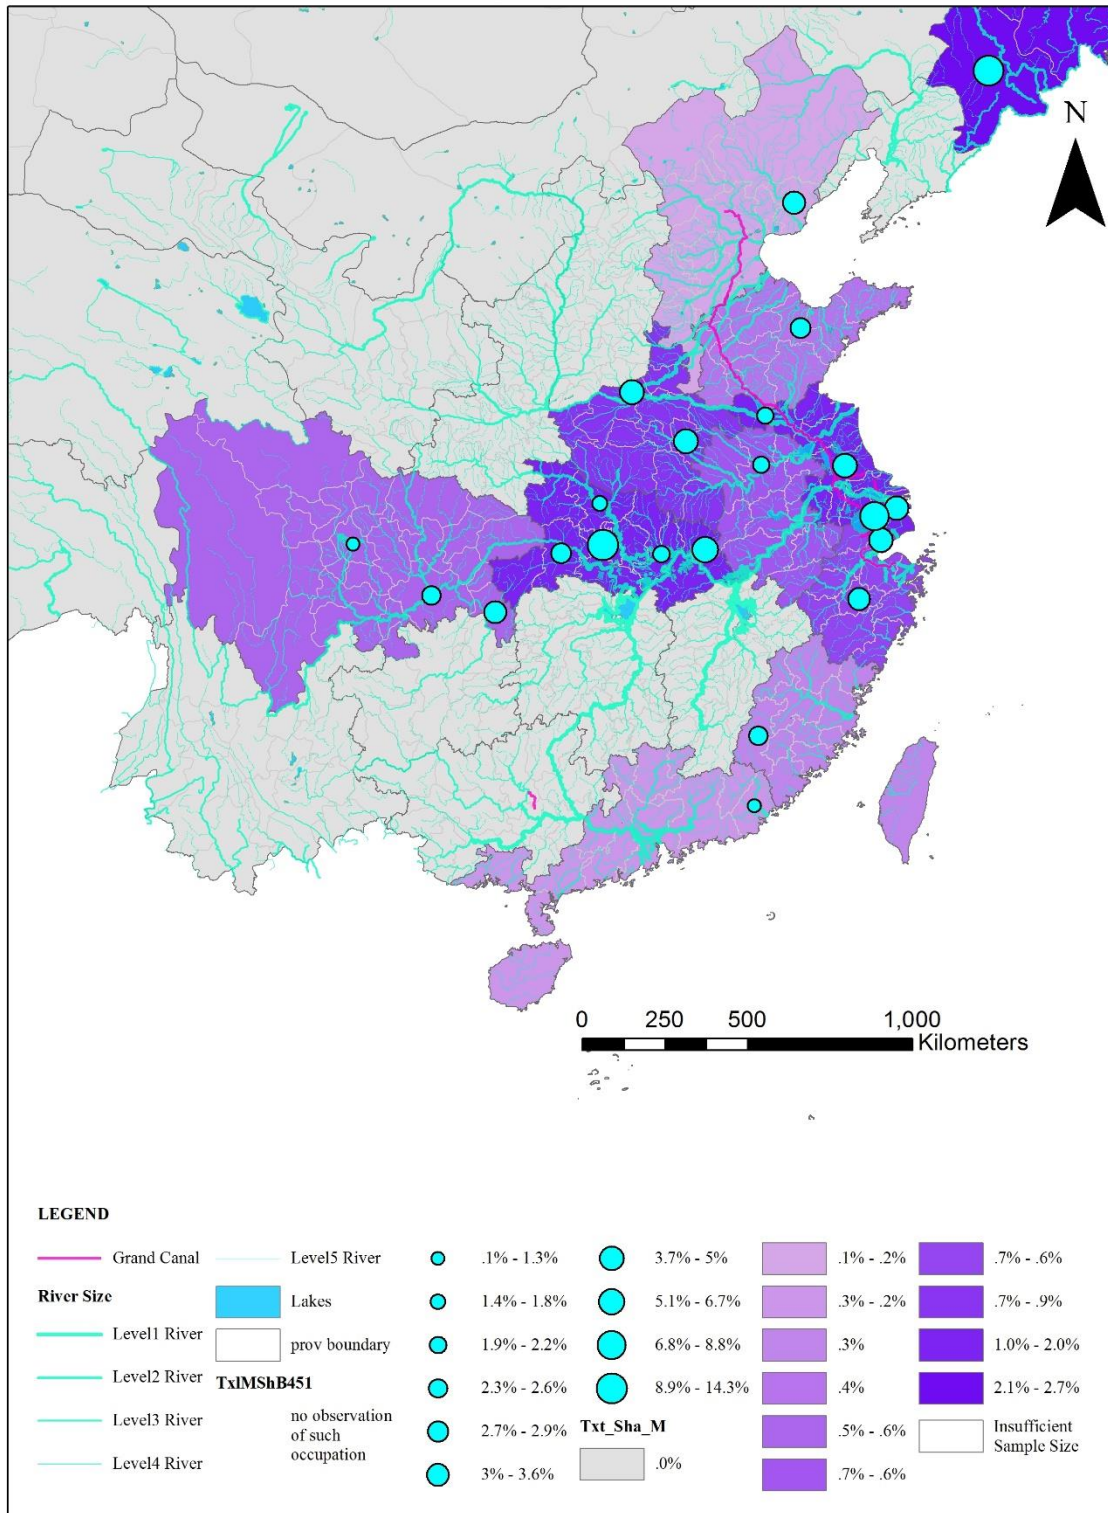 N
0 250 500 1,000
Kilometers
LEGEND
Grand Canal
River Size
Level1 River
Level2 River
Level3 River
Level4 River
Level5 River
Lakes
prov boundary
TxlMShB451
no observation
of such
occupation
.1% - 1.3%
1.4% - 1.8%
1.9% - 2.2%
2.3% - 2.6%
2.7% - 2.9%
3% - 3.6%
3.7% - 5%
5.1% - 6.7%
6.8% - 8.8%
8.9% - 14.3%
Txt_Sha_M
.0%
.1% - .2%
.3% - .2%
.3%
.4%
.5% - .6%
.7% - .6%
.7% - .6%
.7% - .9%
1.0% - 2.0%
2.1% - 2.7%
Insufficient
Sample Size